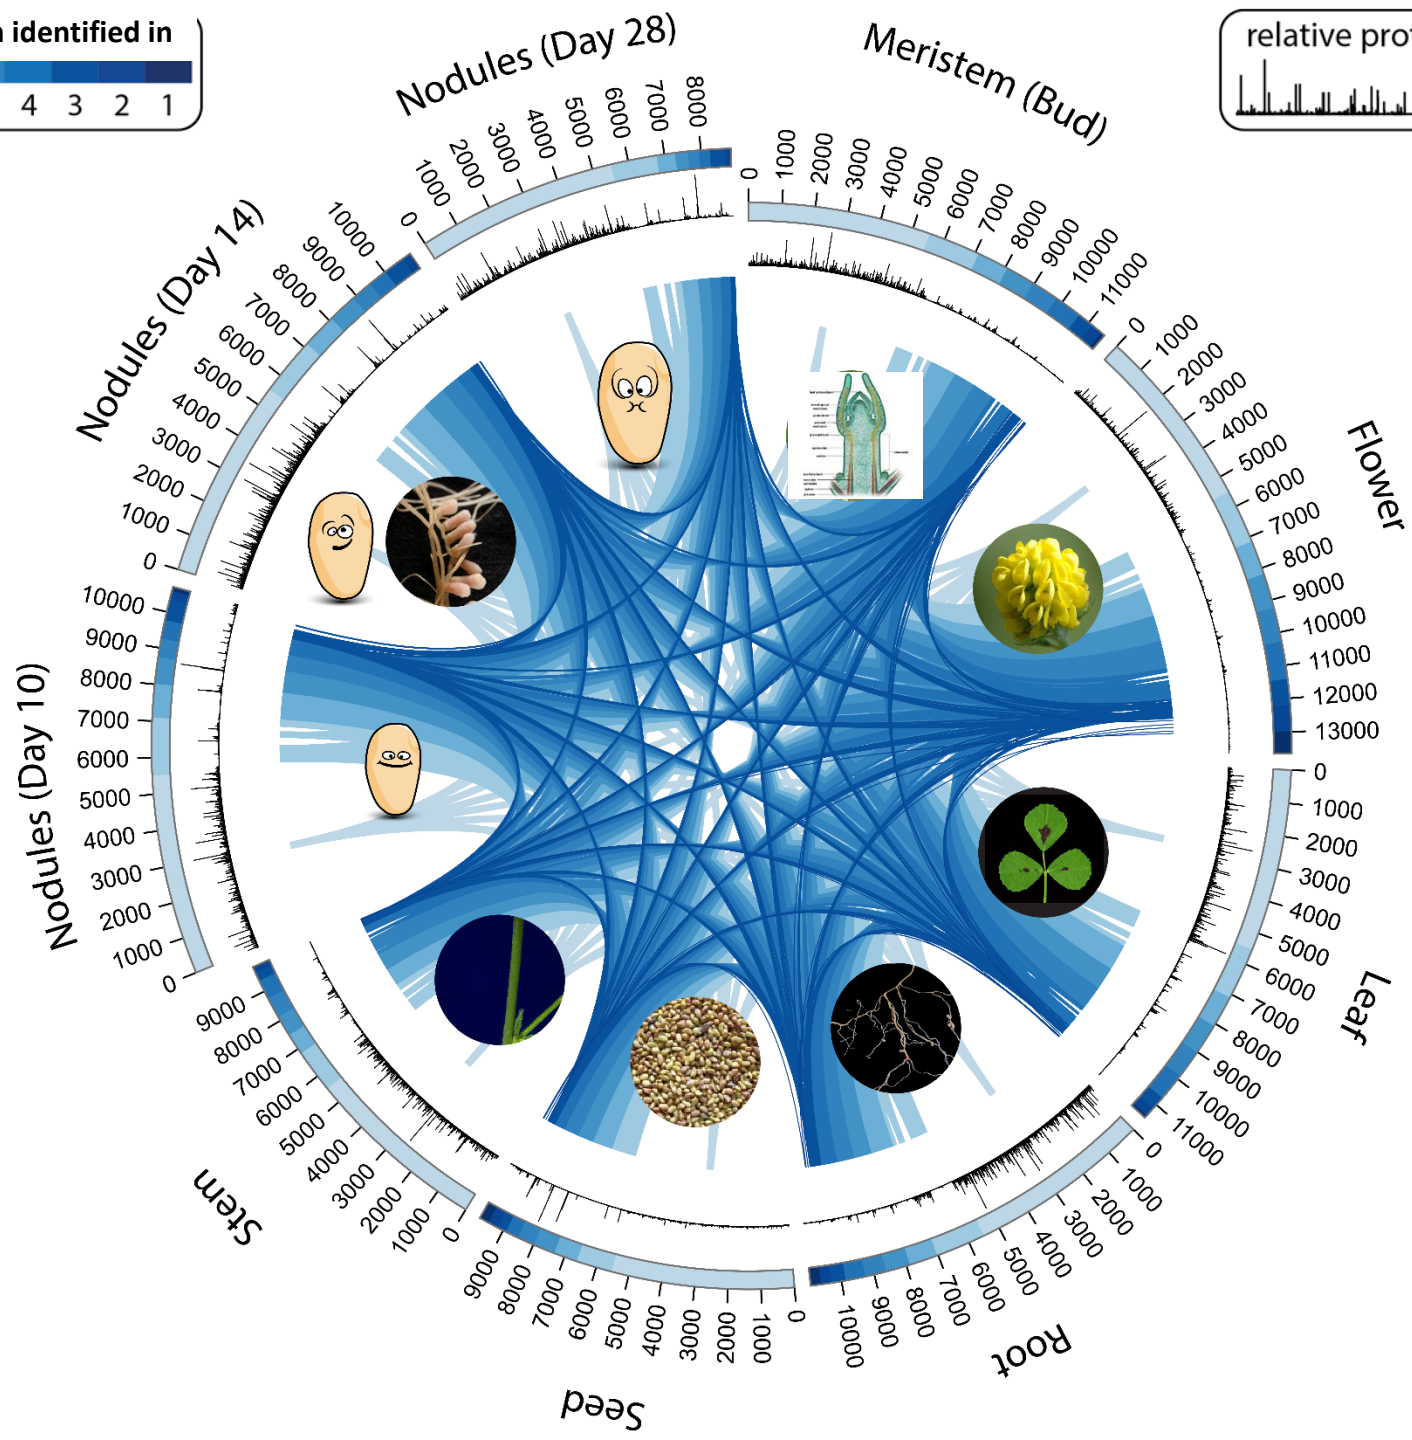 n identified in
4 3 2 1
relative prot
Nodules (Day 28)
1000 2000 3000 4000 5000 6000 7000 8000
0
Meristem (Bud)
0 1000 2000 3000 4000 5000 6000 7000 8000 9000 10000 11000
Flower
0 1000 2000 3000 4000 5000 6000 7000 8000 9000 10000 11000 12000 13000
Leaf
0 1000 2000 3000 4000 5000 6000 7000 8000 9000 10000 11000
Root
0 1000 2000 3000 4000 5000 6000 7000 8000 9000 10000
Seed
0 1000 2000 3000 4000 5000 6000 7000 8000 9000
Stem
0 1000 2000 3000 4000 5000 6000 7000 8000 9000
Nodules (Day 10)
0 1000 2000 3000 4000 5000 6000 7000 8000 9000 10000
Nodules (Day 14)
0 1000 2000 3000 4000 5000 6000 7000 8000 9000 10000